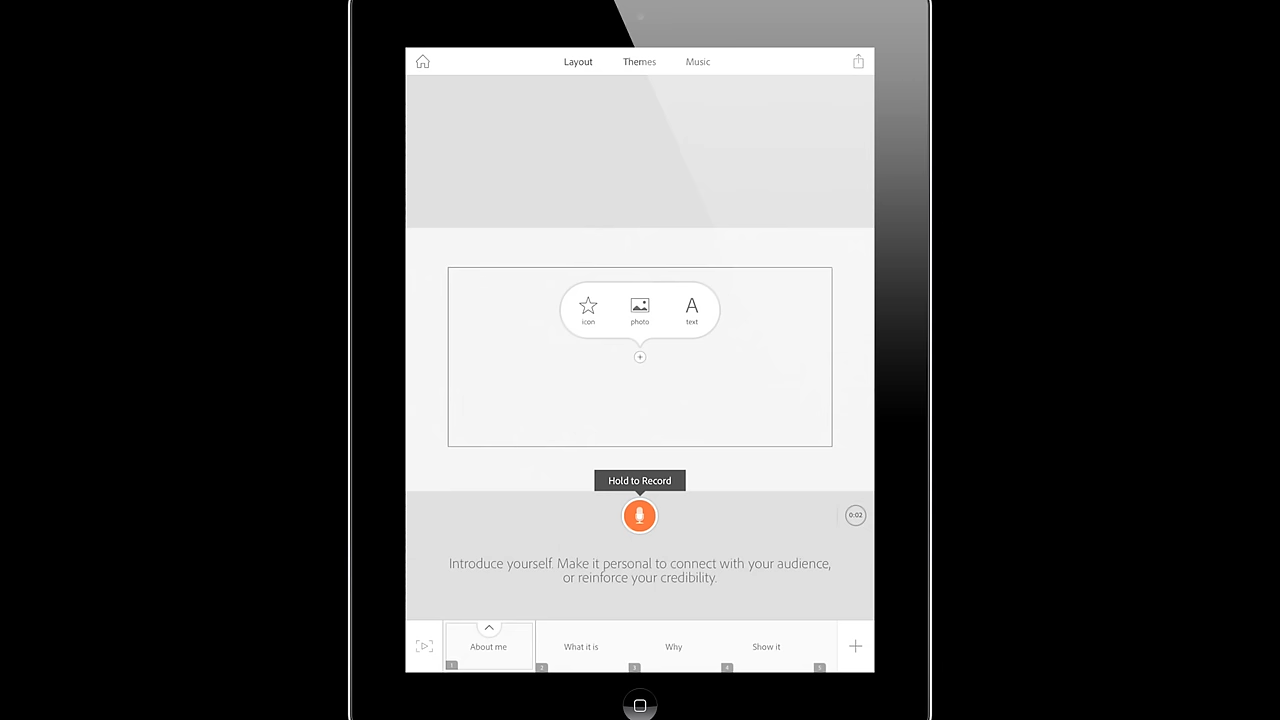 Layout
Themes
Music
icon
photo
A
text
Hold to Record
0:02
Introduce yourself. Make it personal to connect with your audience,
or reinforce your credibility.
About me
What it is
Why
Show it
1
2
3
4
5